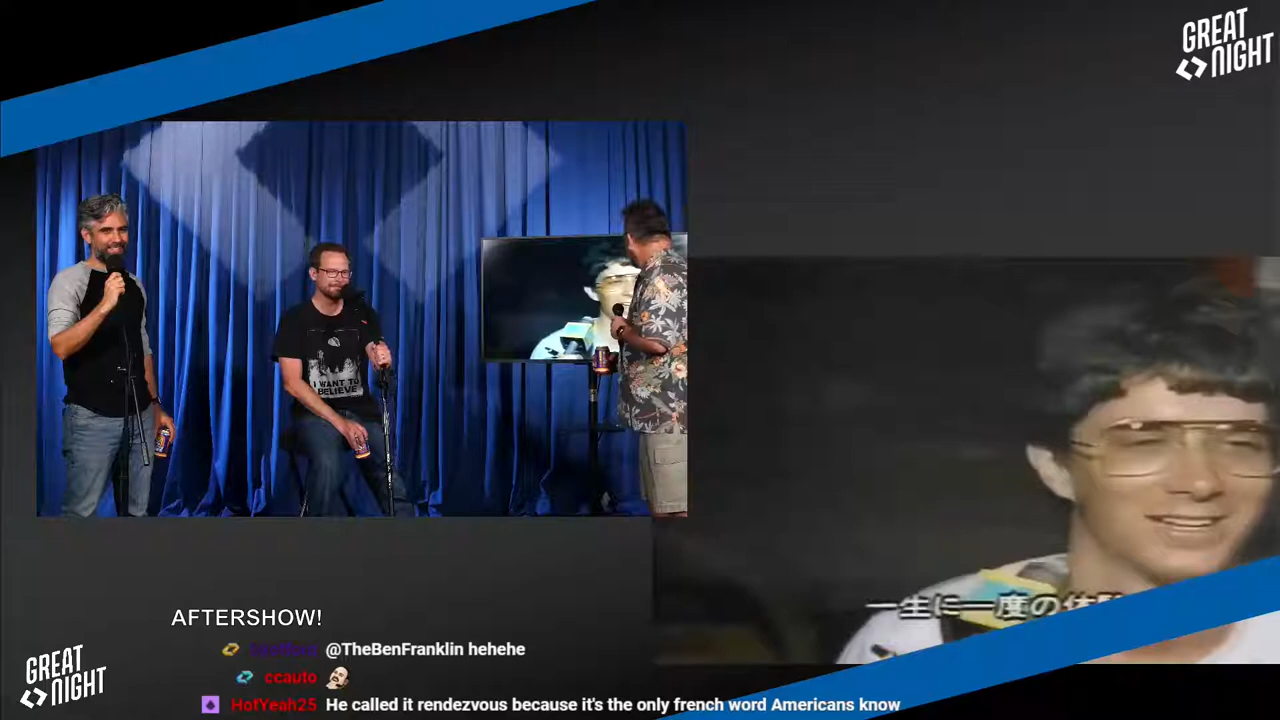 GREAT
NIGHT
I WANT TO
BELIEVE
一生に一度の体
AFTERSHOW!
@TheBenFranklin hehehe
ccauto
HotYeah25 He called it rendezvous because it's the only french word Americans know
GREAT
NIGHT